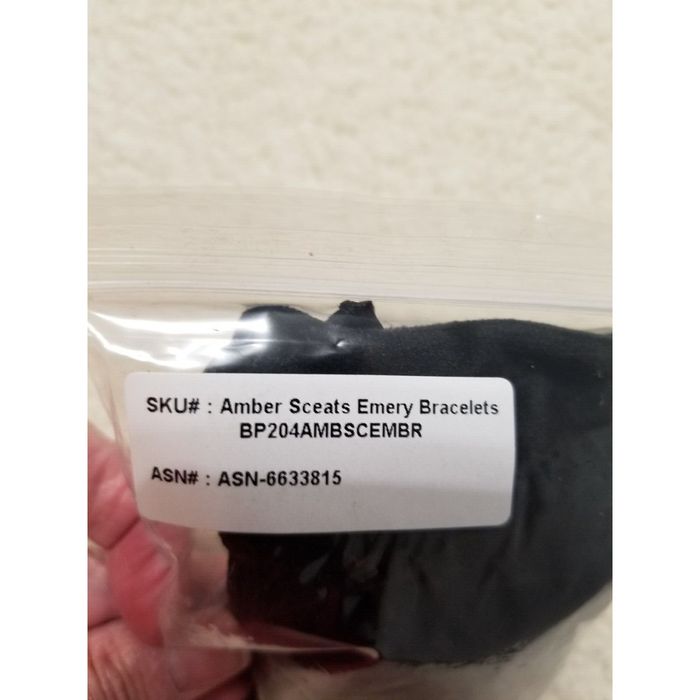 SKU# : Amber Sceats Emery Bracelets
BP204AMBSCEMBR
ASN# : ASN-6633815